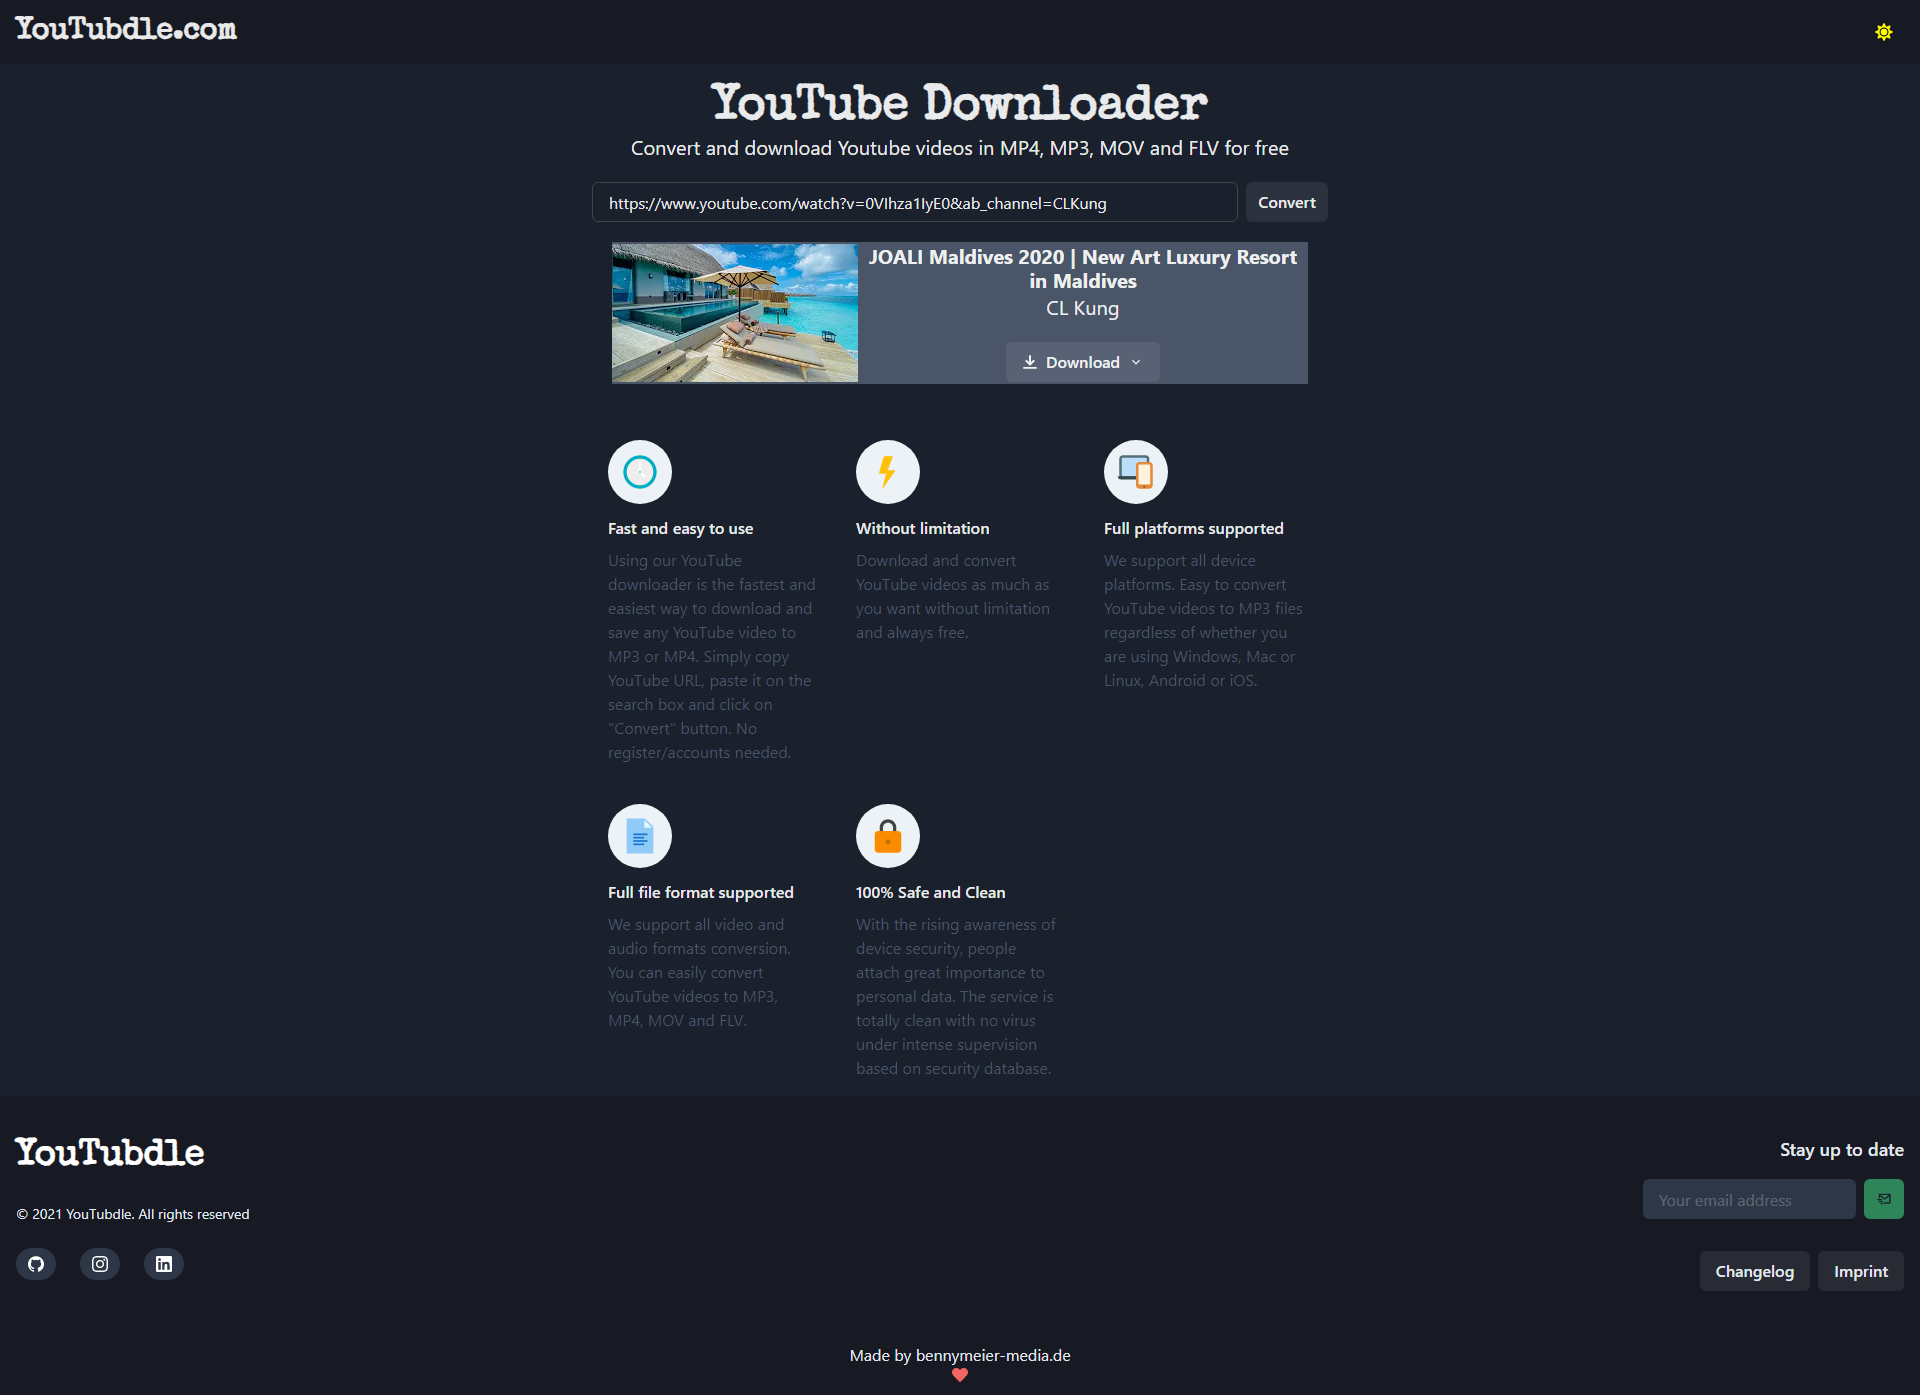 YouTubdle.com
YouTube Downloader
Convert and download Youtube videos in MP4, MP3, MOV and FLV for free
https://www.youtube.com/watch?v=0VIhza1IyE0&ab_channel=CLKung
Convert
JOALI Maldives 2020 | New Art Luxury Resort
in Maldives
CL Kung
Download
Fast and easy to use
Using our YouTube
downloader is the fastest and
easiest way to download and
save any YouTube video to
MP3 or MP4. Simply copy
YouTube URL, paste it on the
search box and click on
"Convert" button. No
register/accounts needed.
Without limitation
Download and convert
YouTube videos as much as
you want without limitation
and always free.
Full platforms supported
We support all device
platforms. Easy to convert
YouTube videos to MP3 files
regardless of whether you
are using Windows, Mac or
Linux, Android or iOS.
Full file format supported
We support all video and
audio formats conversion.
You can easily convert
YouTube videos to MP3,
MP4, MOV and FLV.
100% Safe and Clean
With the rising awareness of
device security, people
attach great importance to
personal data. The service is
totally clean with no virus
under intense supervision
based on security database.
YouTubdle
© 2021 YouTubdle. All rights reserved
Stay up to date
Your email address
Changelog
Imprint
Made by bennymeier-media.de